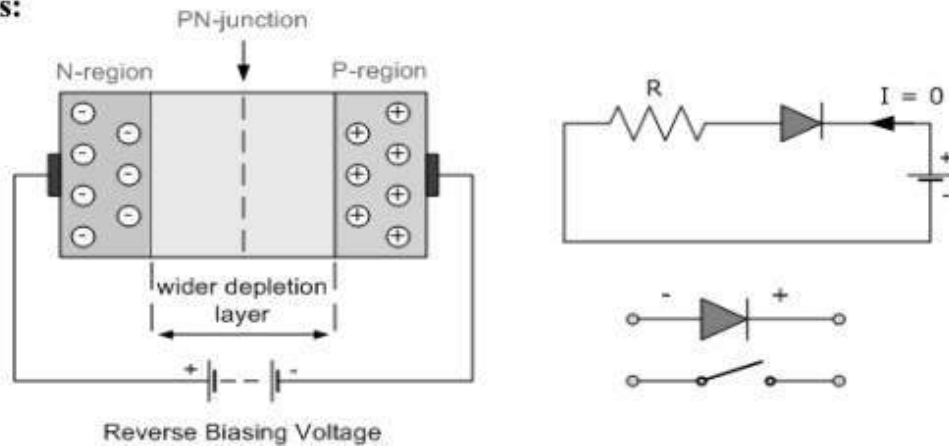 s:
PN-junction
N-region
P-region
R
I = 0
+
-
wider depletion
layer
- +
+ -
Reverse Biasing Voltage